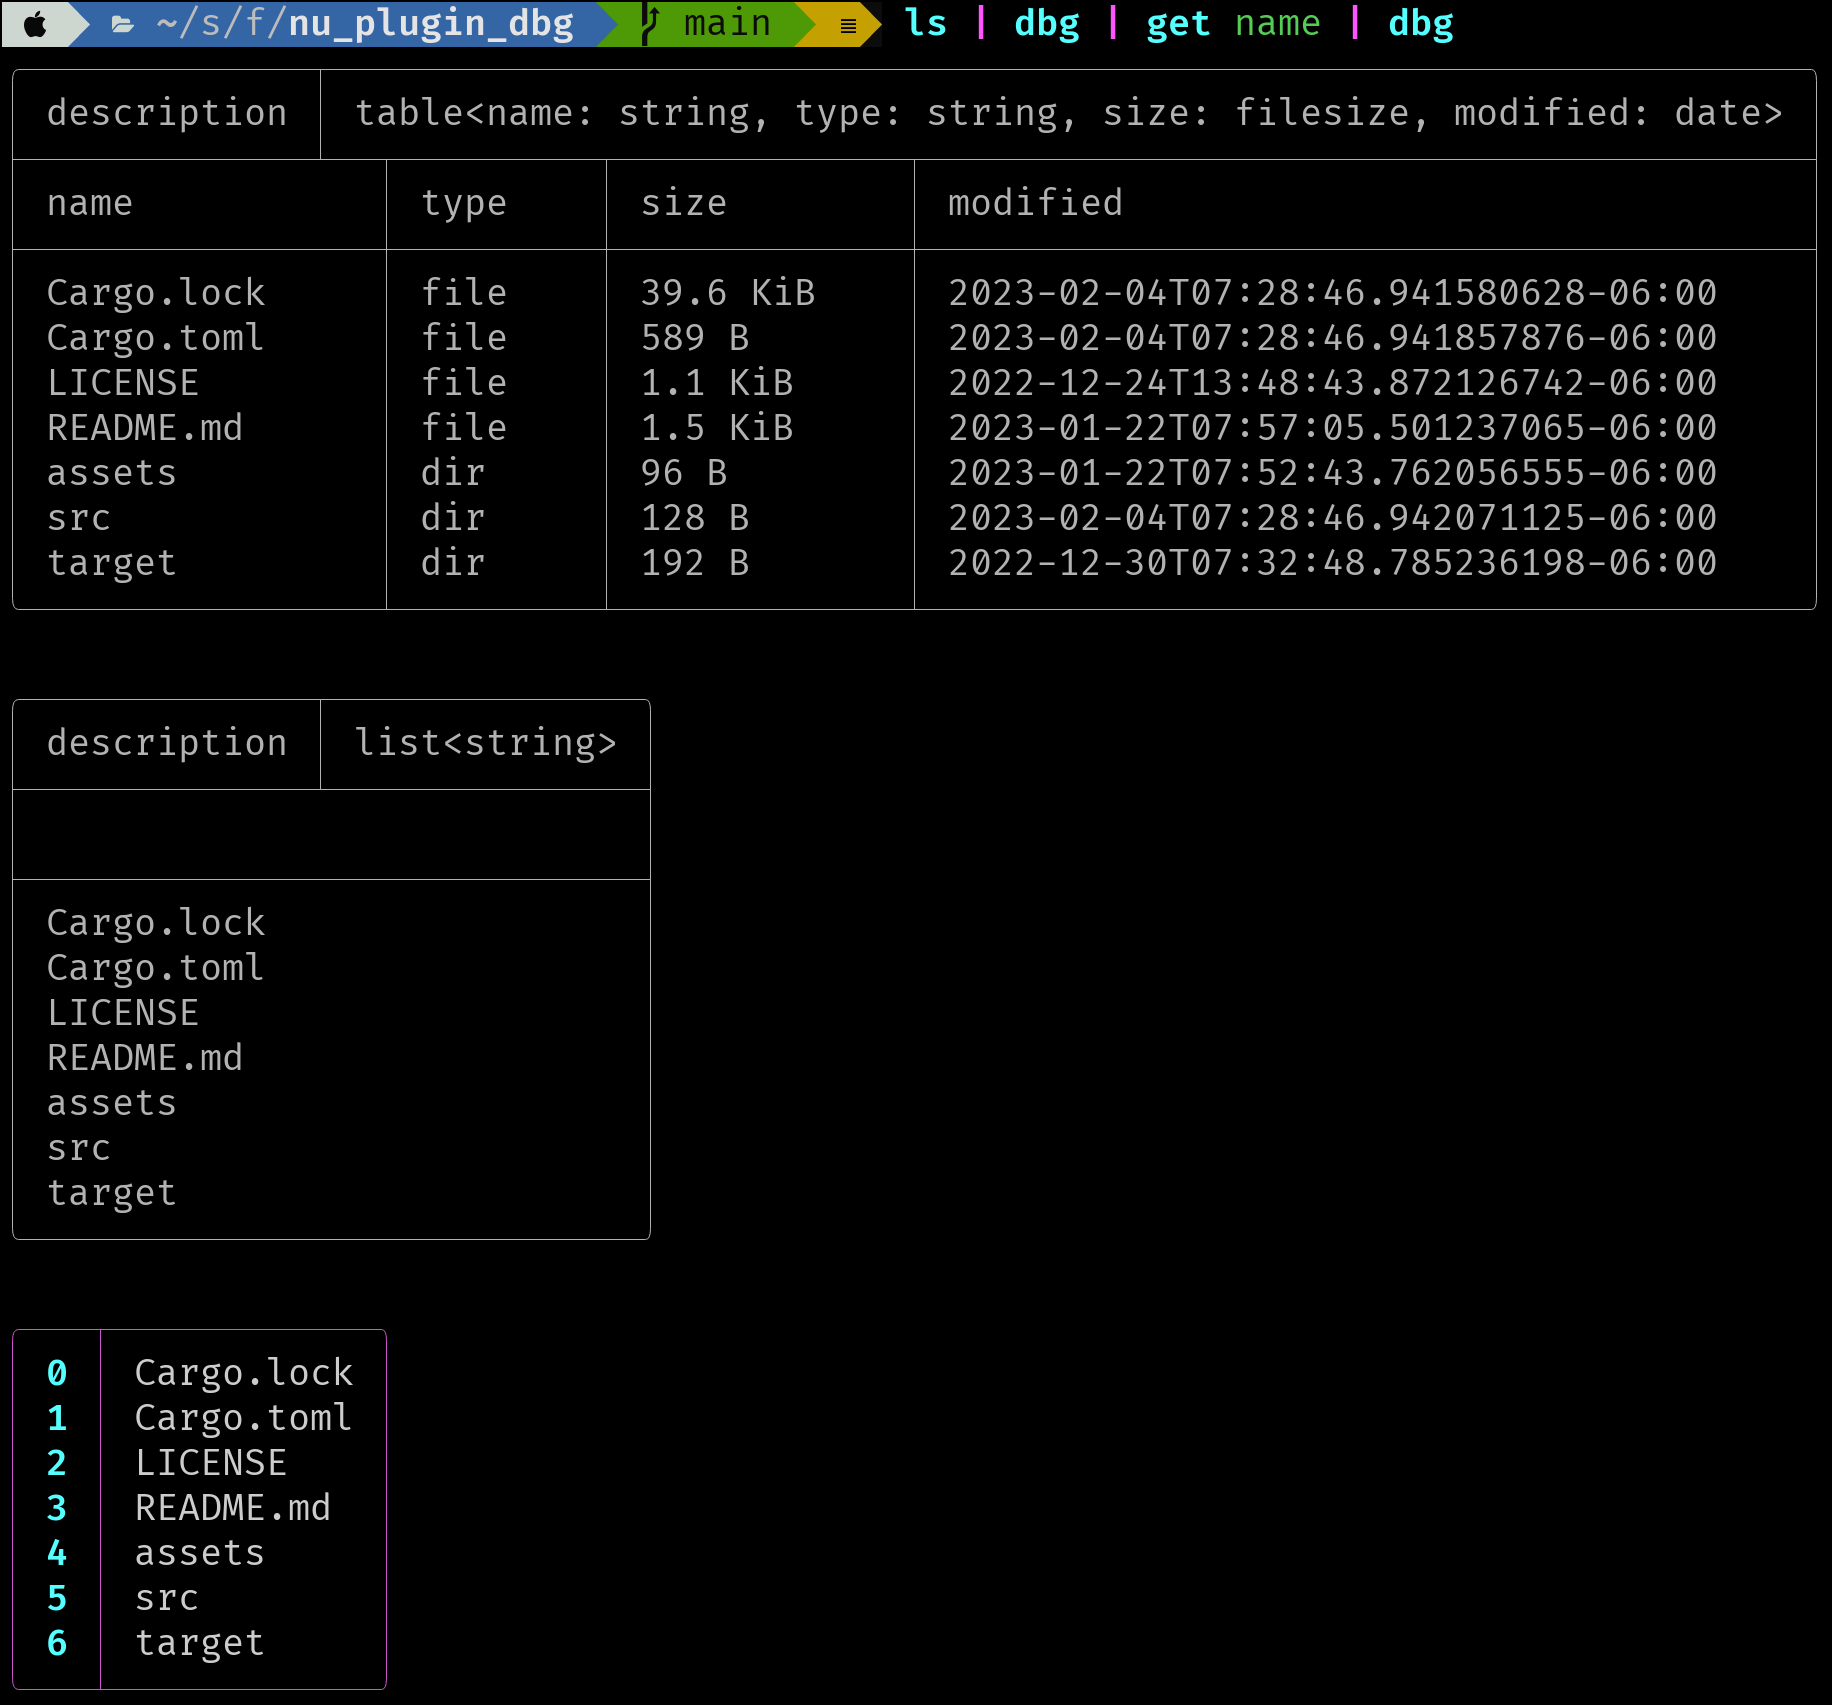 ~/s/f/nu_plugin_dbg main ≡ ls | dbg | get name | dbg
description table<name: string, type: string, size: filesize, modified: date>
name type size modified
Cargo.lock file 39.6 KiB 2023-02-04T07:28:46.941580628-06:00
Cargo.toml file 589 B 2023-02-04T07:28:46.941857876-06:00
LICENSE file 1.1 KiB 2022-12-24T13:48:43.872126742-06:00
README.md file 1.5 KiB 2023-01-22T07:57:05.501237065-06:00
assets dir 96 B 2023-01-22T07:52:43.762056555-06:00
src dir 128 B 2023-02-04T07:28:46.942071125-06:00
target dir 192 B 2022-12-30T07:32:48.785236198-06:00
description list<string>
Cargo.lock
Cargo.toml
LICENSE
README.md
assets
src
target
0 Cargo.lock
1 Cargo.toml
2 LICENSE
3 README.md
4 assets
5 src
6 target